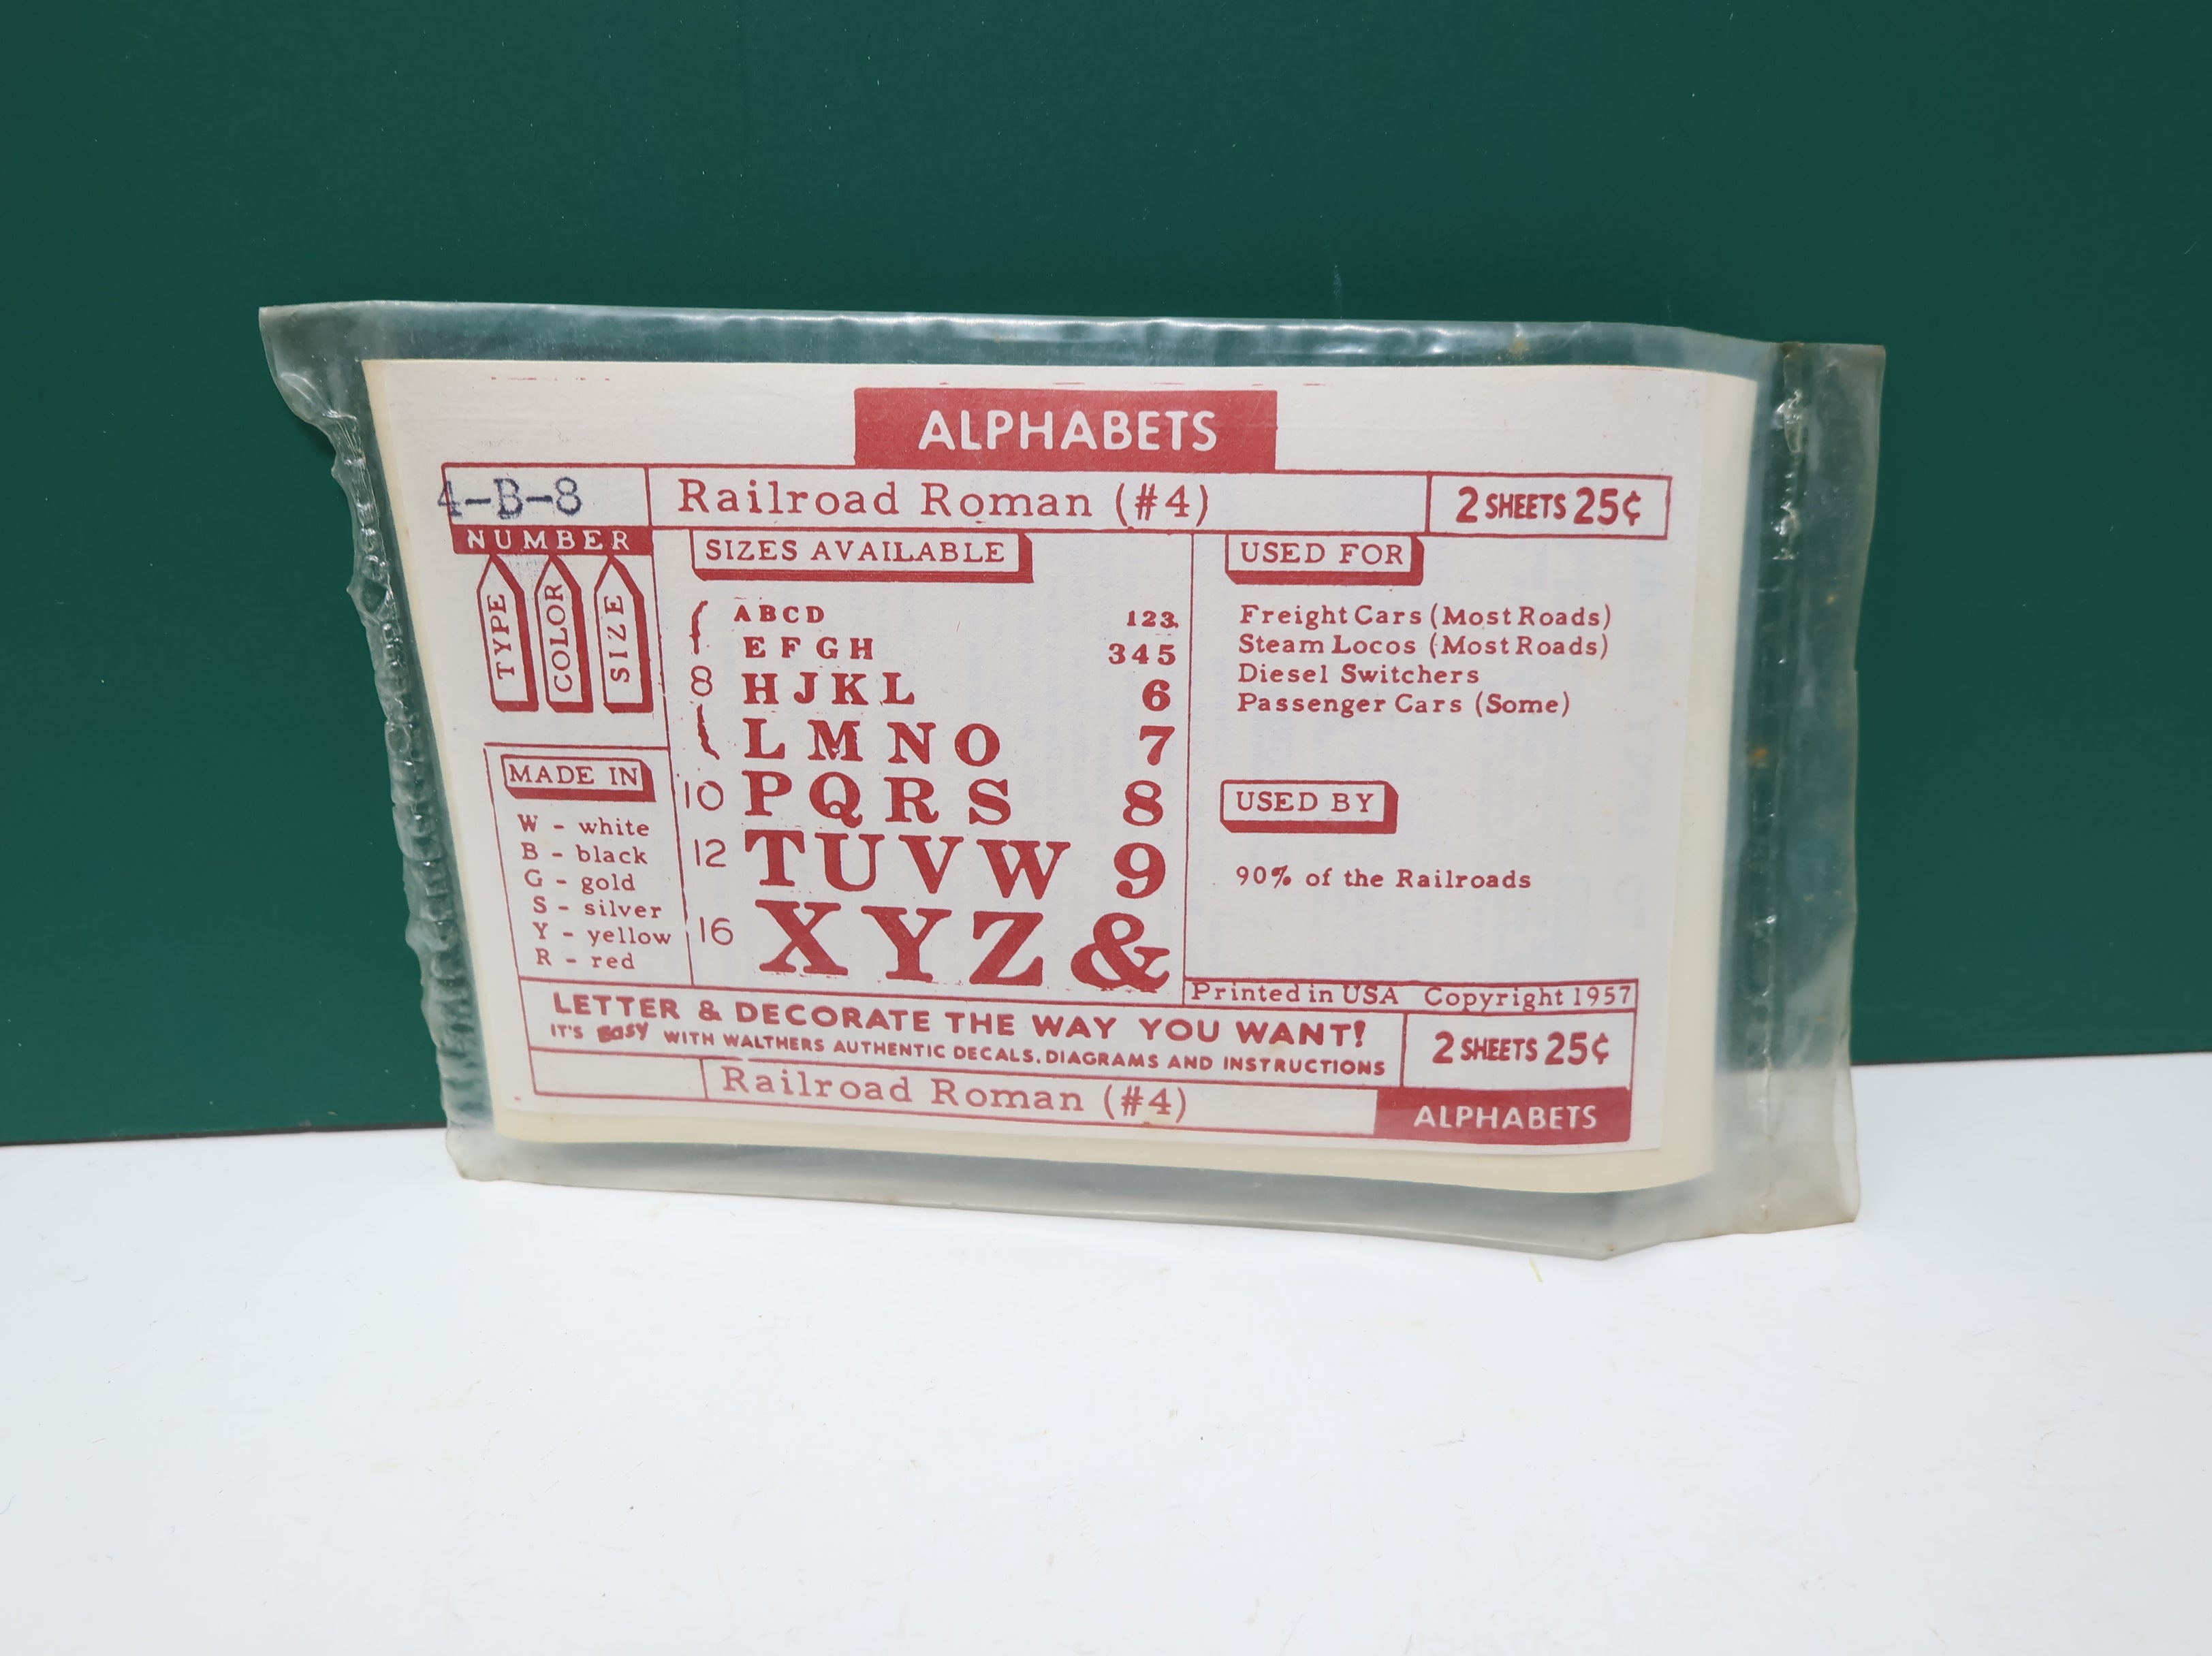 ALPHABETS
4-B-8
Railroad Roman (#4)
2 SHEETS 25¢
NUMBER
TYPE
COLOR
SIZE
MADE IN
W - white
B - black
G - gold
S - silver
Y - yellow
R - red
SIZES AVAILABLE
ABCD 123
EFGH 345
8 HJKL 6
LMNO 7
10 PQRS 8
12 TUVW 9
16 XYZ &
USED FOR
Freight Cars (Most Roads)
Steam Locos (Most Roads)
Diesel Switchers
Passenger Cars (Some)
USED BY
90% of the Railroads
Printed in USA Copyright 1957
LETTER & DECORATE THE WAY YOU WANT!
IT'S easy WITH WALTHERS AUTHENTIC DECALS, DIAGRAMS AND INSTRUCTIONS
2 SHEETS 25¢
Railroad Roman (#4)
ALPHABETS